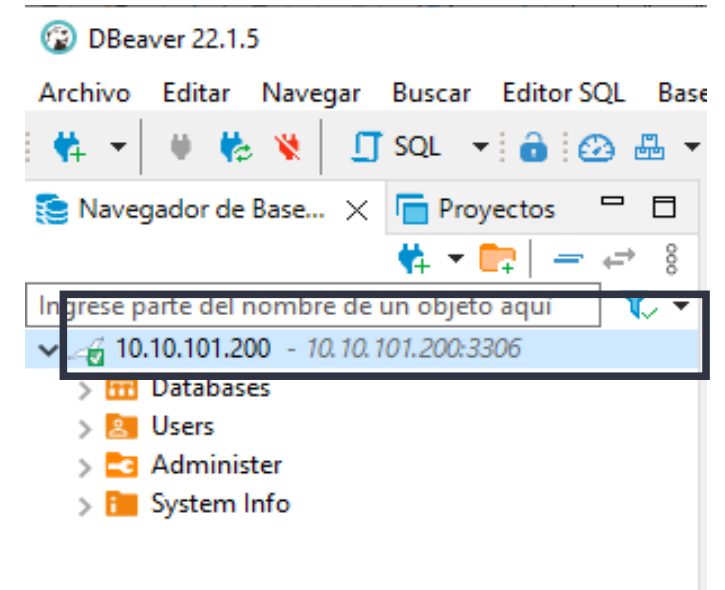 DBeaver 22.1.5
Archivo Editar Navegar Buscar Editor SQL Base
SQL
Navegador de Base... Proyectos
Ingrese parte del nombre de un objeto aquí
10.10.101.200 - 10.10.101.200:3306
Databases
Users
Administer
System Info